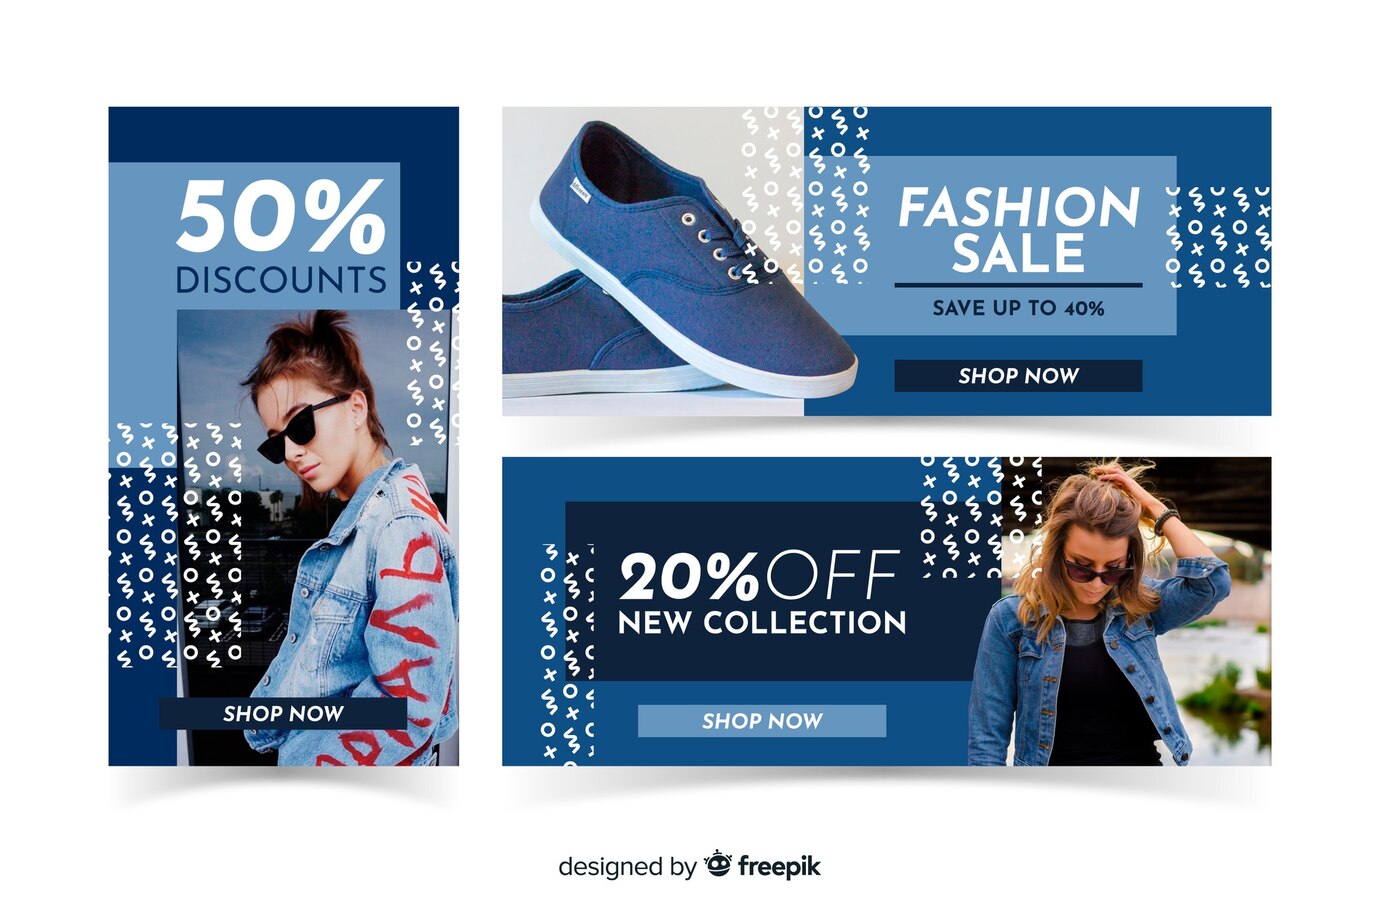 50%
DISCOUNTS
SHOP NOW
FASHION
SALE
SAVE UP TO 40%
SHOP NOW
20%OFF
NEW COLLECTION
SHOP NOW
designed by freepik